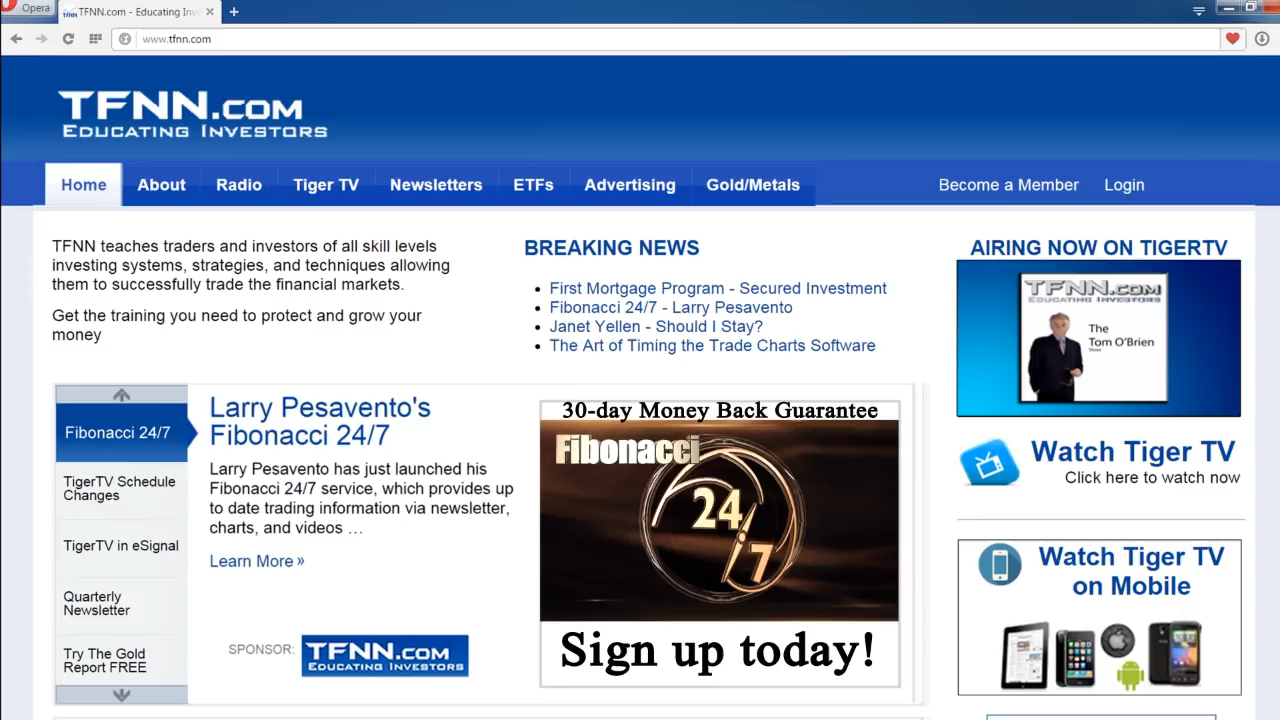 Opera
TFNN.com - Educating Inv
www.tfnn.com
TFNN.com
Educating Investors
Home
About
Radio
Tiger TV
Newsletters
ETFs
Advertising
Gold/Metals
Become a Member
Login
TFNN teaches traders and investors of all skill levels
investing systems, strategies, and techniques allowing
them to successfully trade the financial markets.
Get the training you need to protect and grow your
money
BREAKING NEWS
First Mortgage Program - Secured Investment
Fibonacci 24/7 - Larry Pesavento
Janet Yellen - Should I Stay?
The Art of Timing the Trade Charts Software
AIRING NOW ON TIGERTV
TFNN.com
Educating Investors
The
Tom O'Brien
Show
Watch Tiger TV
Click here to watch now
Watch Tiger TV
on Mobile
Fibonacci 24/7
TigerTV Schedule
Changes
TigerTV in eSignal
Quarterly
Newsletter
Try The Gold
Report FREE
Larry Pesavento's
Fibonacci 24/7
Larry Pesavento has just launched his
Fibonacci 24/7 service, which provides up
to date trading information via newsletter,
charts, and videos …
Learn More »
SPONSOR:
TFNN.com
Educating Investors
30-day Money Back Guarantee
Fibonacci
24
7
Sign up today!